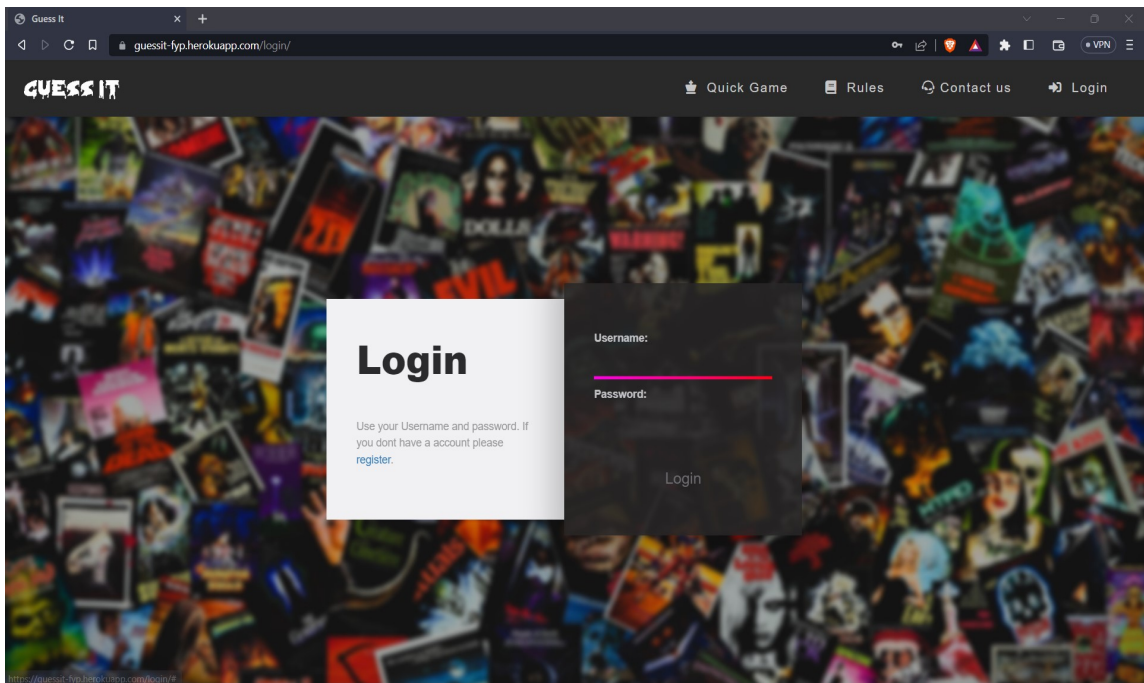 Guess It
guessit-fyp.herokuapp.com/login/
VPN
GUESS IT
Quick Game
Rules
Contact us
Login
DOLLS
EVIL
Login
Use your Username and password. If
you dont have a account please
register.
Username:
Password:
Login
https://guessit-fyp.herokuapp.com/login/#